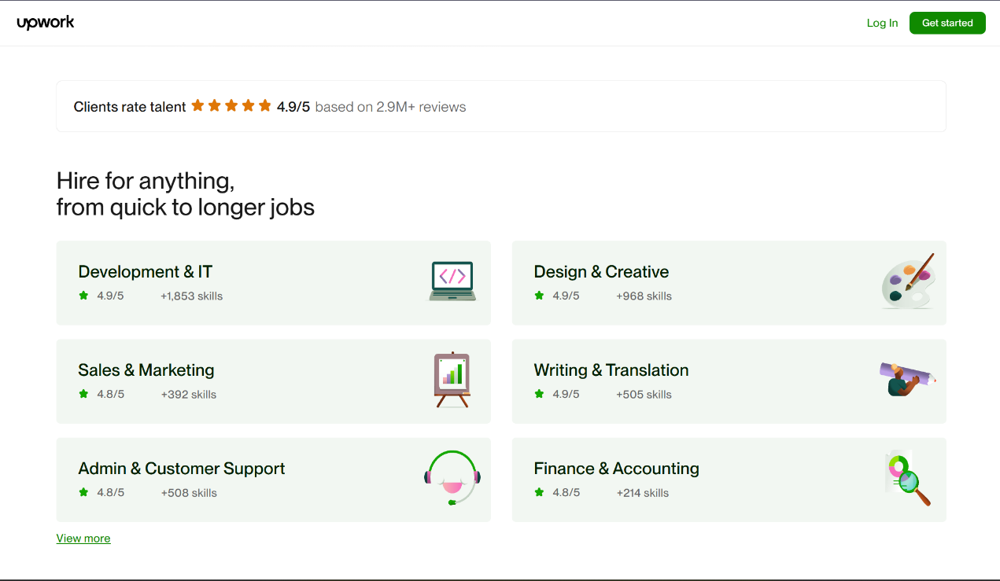 upwork
Log In
Get started
Clients rate talent 4.9/5 based on 2.9M+ reviews
Hire for anything,
from quick to longer jobs
Development & IT
4.9/5 +1,853 skills
</>
Design & Creative
4.9/5 +968 skills
Sales & Marketing
4.8/5 +392 skills
Writing & Translation
4.9/5 +505 skills
Admin & Customer Support
4.8/5 +508 skills
Finance & Accounting
4.8/5 +214 skills
View more